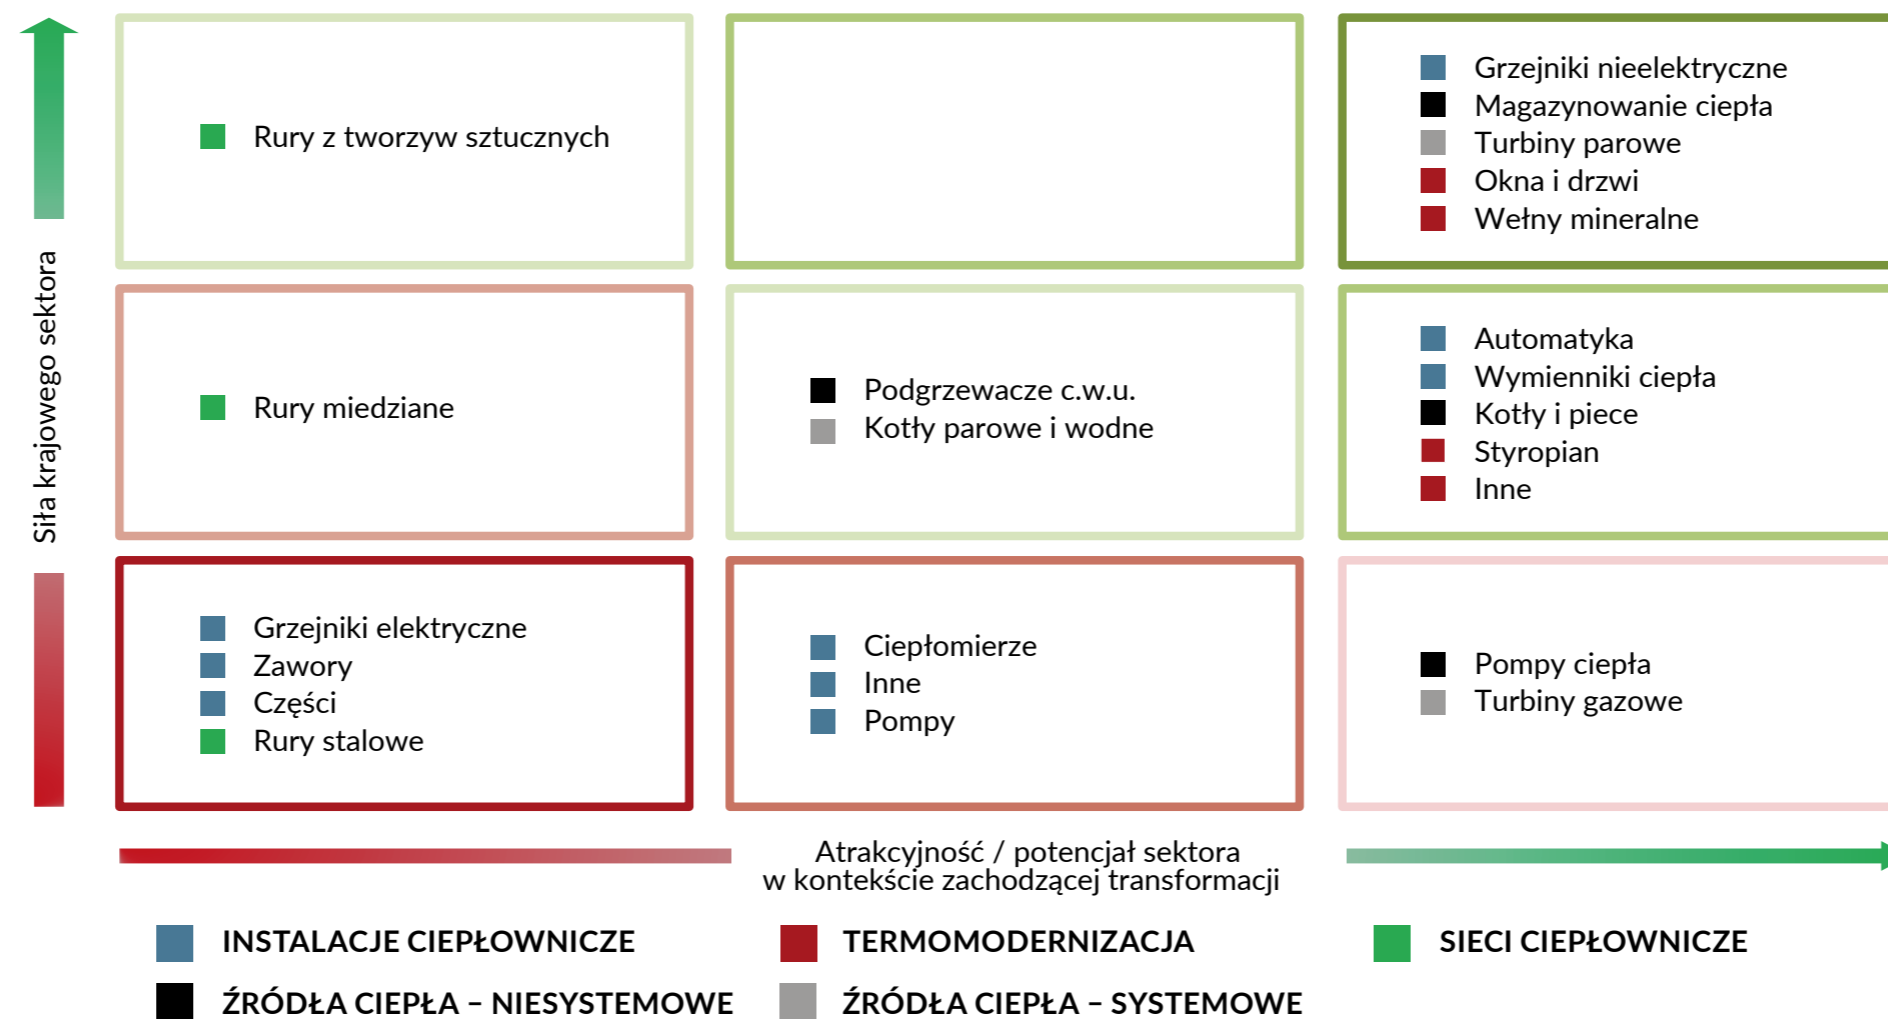 Siła krajowego sektora
Rury z tworzyw sztucznych
Grzejniki nieelektryczne
Magazynowanie ciepła
Turbiny parowe
Okna i drzwi
Wełny mineralne
Rury miedziane
Podgrzewacze c.w.u.
Kotły parowe i wodne
Automatyka
Wymienniki ciepła
Kotły i piece
Styropian
Inne
Grzejniki elektryczne
Zawory
Części
Rury stalowe
Ciepłomierze
Inne
Pompy
Pompy ciepła
Turbiny gazowe
Atrakcyjność / potencjał sektora
w kontekście zachodzącej transformacji
INSTALACJE CIEPŁOWNICZE
TERMOMODERNIZACJA
SIECI CIEPŁOWNICZE
ŹRÓDŁA CIEPŁA – NIESYSTEMOWE
ŹRÓDŁA CIEPŁA – SYSTEMOWE